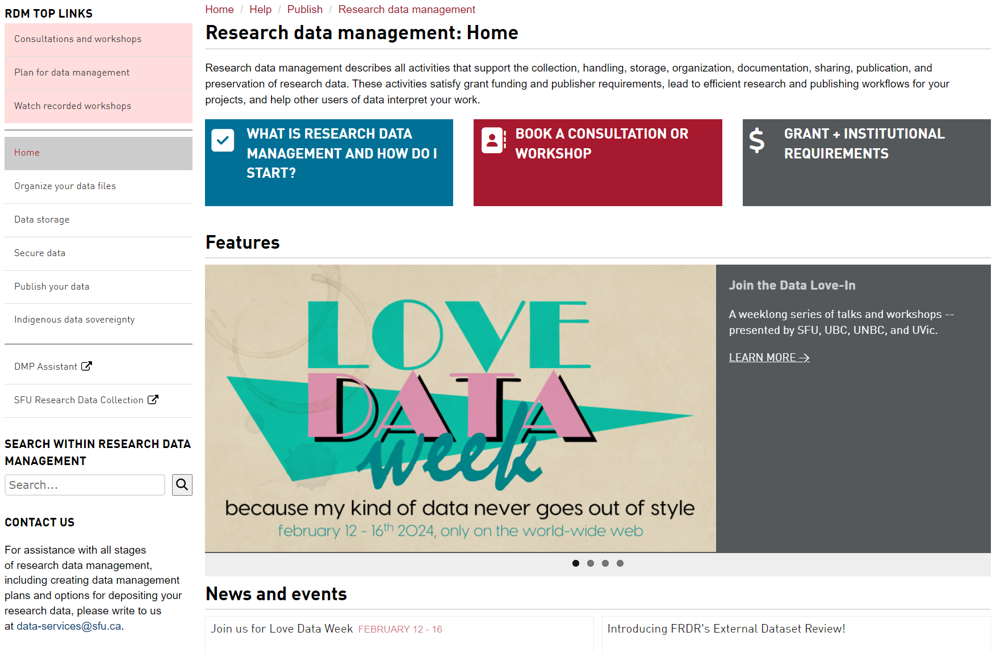 RDM TOP LINKS
Consultations and workshops
Plan for data management
Watch recorded workshops
Home
Organize your data files
Data storage
Secure data
Publish your data
Indigenous data sovereignty
DMP Assistant
SFU Research Data Collection
SEARCH WITHIN RESEARCH DATA
MANAGEMENT
Search...
CONTACT US
For assistance with all stages
of research data management,
including creating data management
plans and options for depositing your
research data, please write to us
at data-services@sfu.ca.
Home / Help / Publish / Research data management
Research data management: Home
Research data management describes all activities that support the collection, handling, storage, organization, documentation, sharing, publication, and
preservation of research data. These activities satisfy grant funding and publisher requirements, lead to efficient research and publishing workflows for your
projects, and help other users of data interpret your work.
WHAT IS RESEARCH DATA
MANAGEMENT AND HOW DO I
START?
BOOK A CONSULTATION OR
WORKSHOP
GRANT + INSTITUTIONAL
REQUIREMENTS
Features
LOVE
DATA
week
because my kind of data never goes out of style
february 12 - 16th 2024, only on the world-wide web
Join the Data Love-In
A weeklong series of talks and workshops --
presented by SFU, UBC, UNBC, and UVic.
LEARN MORE →
News and events
Join us for Love Data Week FEBRUARY 12 - 16
Introducing FRDR's External Dataset Review!